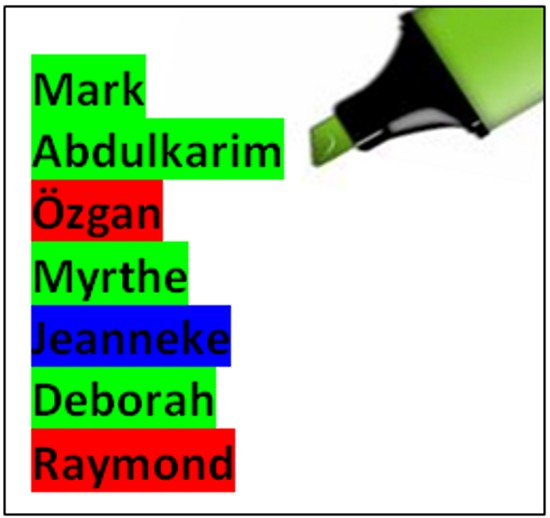 Mark
Abdulkarim
Özgan
Myrthe
Jeanneke
Deborah
Raymond